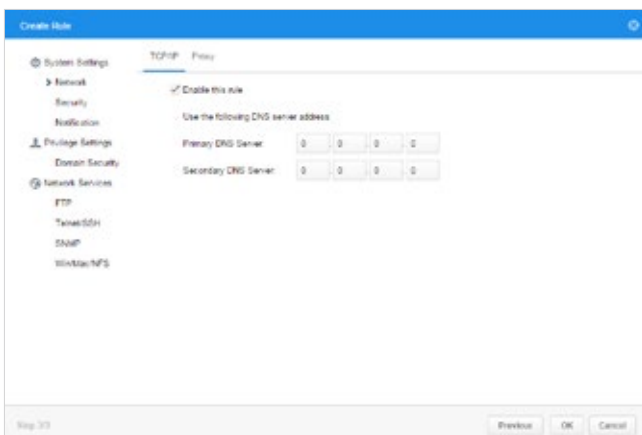 Create Rule
System Settings
Network
Security
Notification
Privilege Settings
Domain Security
Network Services
FTP
Telnet/SSH
SNMP
Win/Mac/NFS
TCP/IP Proxy
Enable this rule
Use the following DNS server address
Primary DNS Server: 0 . 0 . 0 . 0
Secondary DNS Server: 0 . 0 . 0 . 0
Step 3/3
Previous OK Cancel